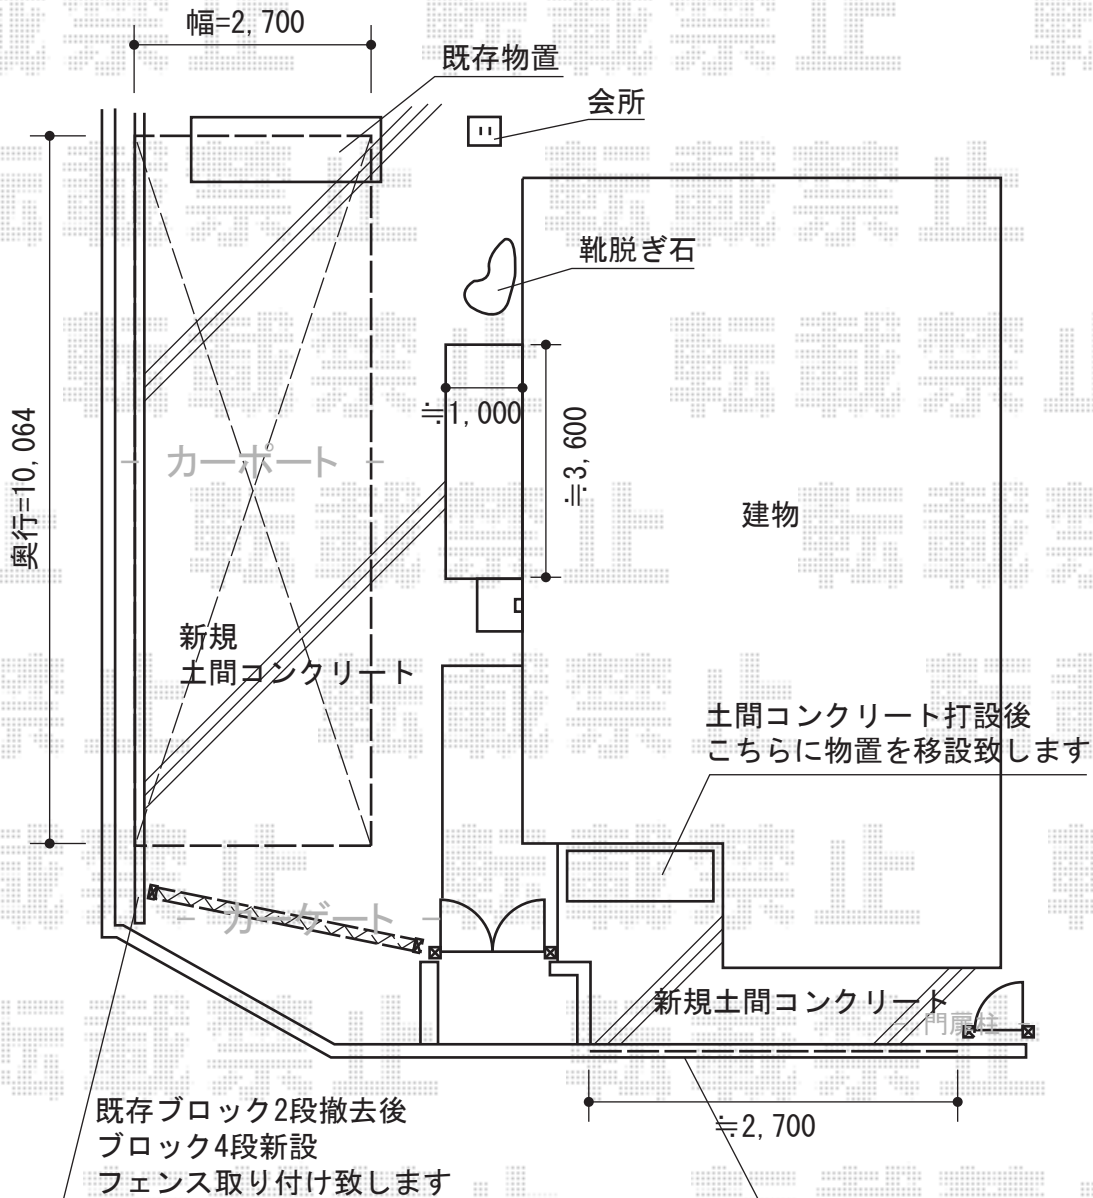 幅=2,700
既存物置
会所
靴脱ぎ石
≒1,000
≒3,600
奥行=10,064
カーポート
建物
新規
土間コンクリート
土間コンクリート打設後
こちらに物置を移設致します
カーゲート
新規土間コンクリート
門扉柱
≒2,700
既存ブロック2段撤去後
ブロック4段新設
フェンス取り付け致します
転載禁止